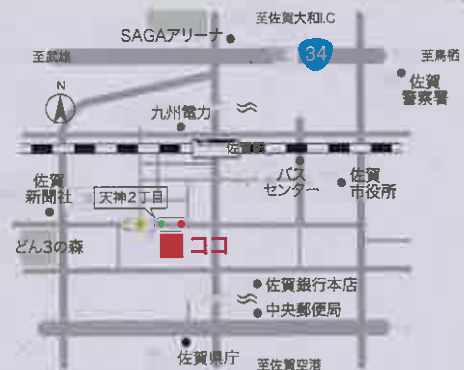 至佐賀大和I.C
SAGAアリーナ
34
至武雄
至鳥栖
佐賀
警察署
N
九州電力
佐賀駅
バス
センター
佐賀
市役所
佐賀
新聞社
天神2丁目
どん3の森
ココ
佐賀銀行本店
中央郵便局
佐賀県庁
至佐賀空港